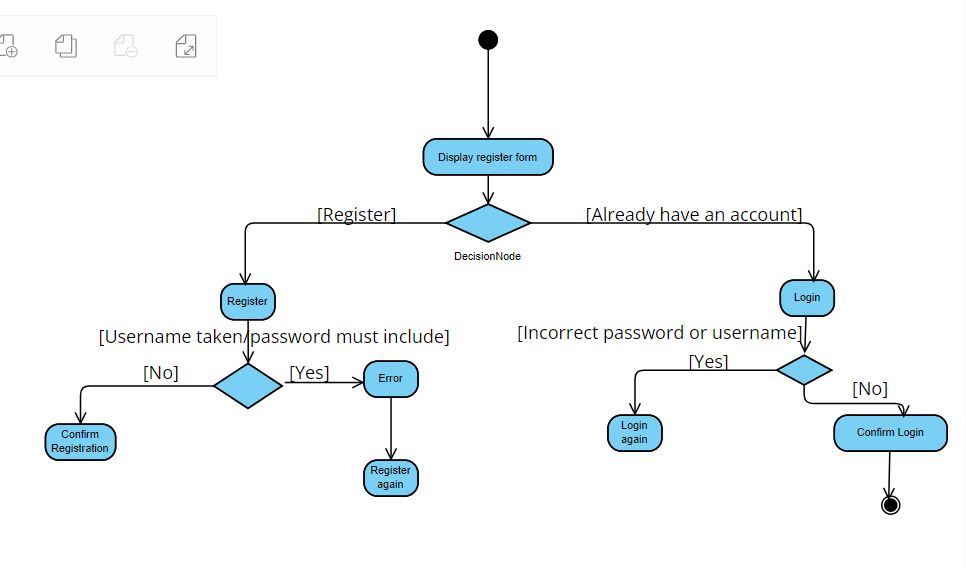 Display register form
[Register]
[Already have an account]
DecisionNode
Register
Login
[Username taken/password must include]
[Incorrect password or username]
[No]
[Yes]
Error
[Yes]
[No]
Confirm
Registration
Login
again
Confirm Login
Register
again